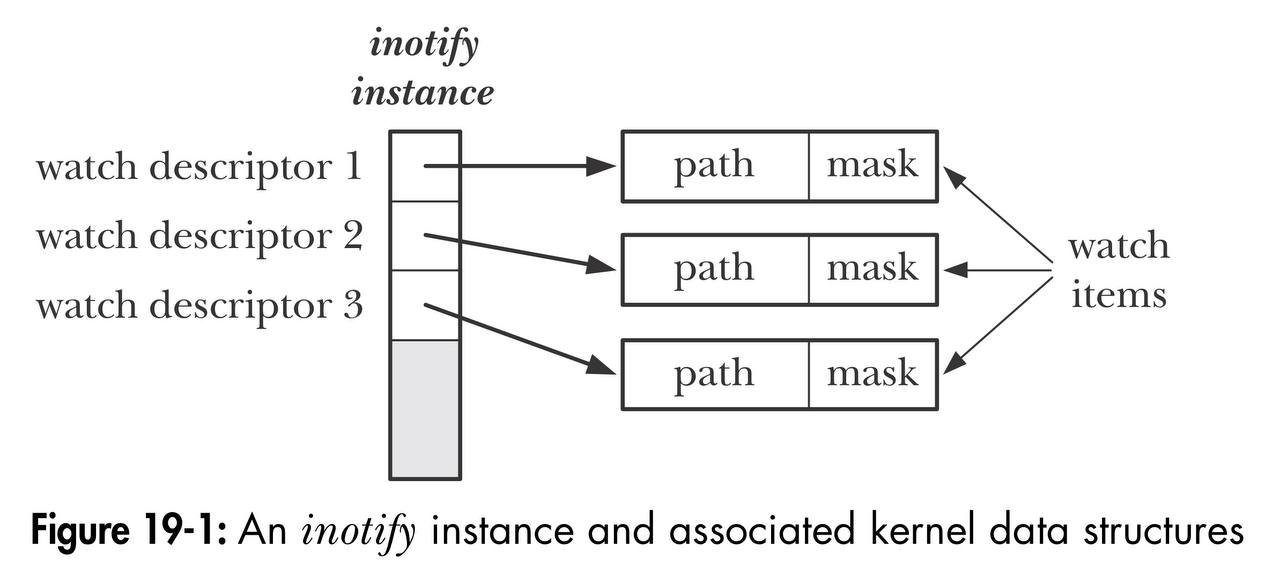 inotify
instance
watch descriptor 1
path
mask
watch descriptor 2
path
mask
watch descriptor 3
path
mask
watch
items
Figure 19-1: An inotify instance and associated kernel data structures